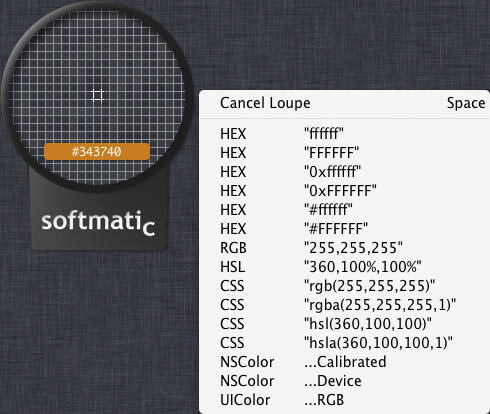 #343740
softmatic
Cancel Loupe Space
HEX "ffffff"
HEX "FFFFFF"
HEX "0xffffff"
HEX "0xFFFFFF"
HEX "#ffffff"
HEX "#FFFFFF"
RGB "255,255,255"
HSL "360,100%,100%"
CSS "rgb(255,255,255)"
CSS "rgba(255,255,255,1)"
CSS "hsl(360,100,100)"
CSS "hsla(360,100,100,1)"
NSColor ...Calibrated
NSColor ...Device
UIColor ...RGB